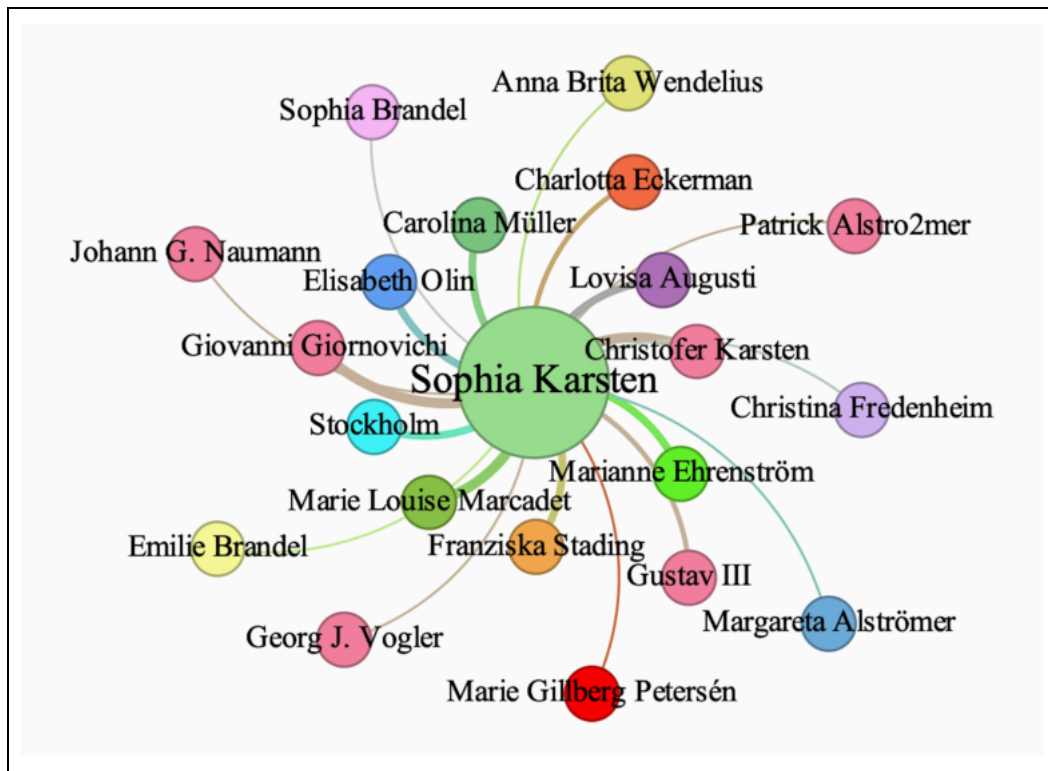 Anna Brita Wendelius
Sophia Brandel
Charlotta Eckerman
Carolina Müller
Patrick Alstro2mer
Johann G. Naumann
Elisabeth Olin
Lovisa Augusti
Giovanni Giornovichi
Christofer Karsten
Sophia Karsten
Christina Fredenheim
Stockholm
Marianne Ehrenström
Marie Louise Marcadet
Emilie Brandel
Franziska Stading
Gustav III
Margareta Alströmer
Georg J. Vogler
Marie Gillberg Petersén